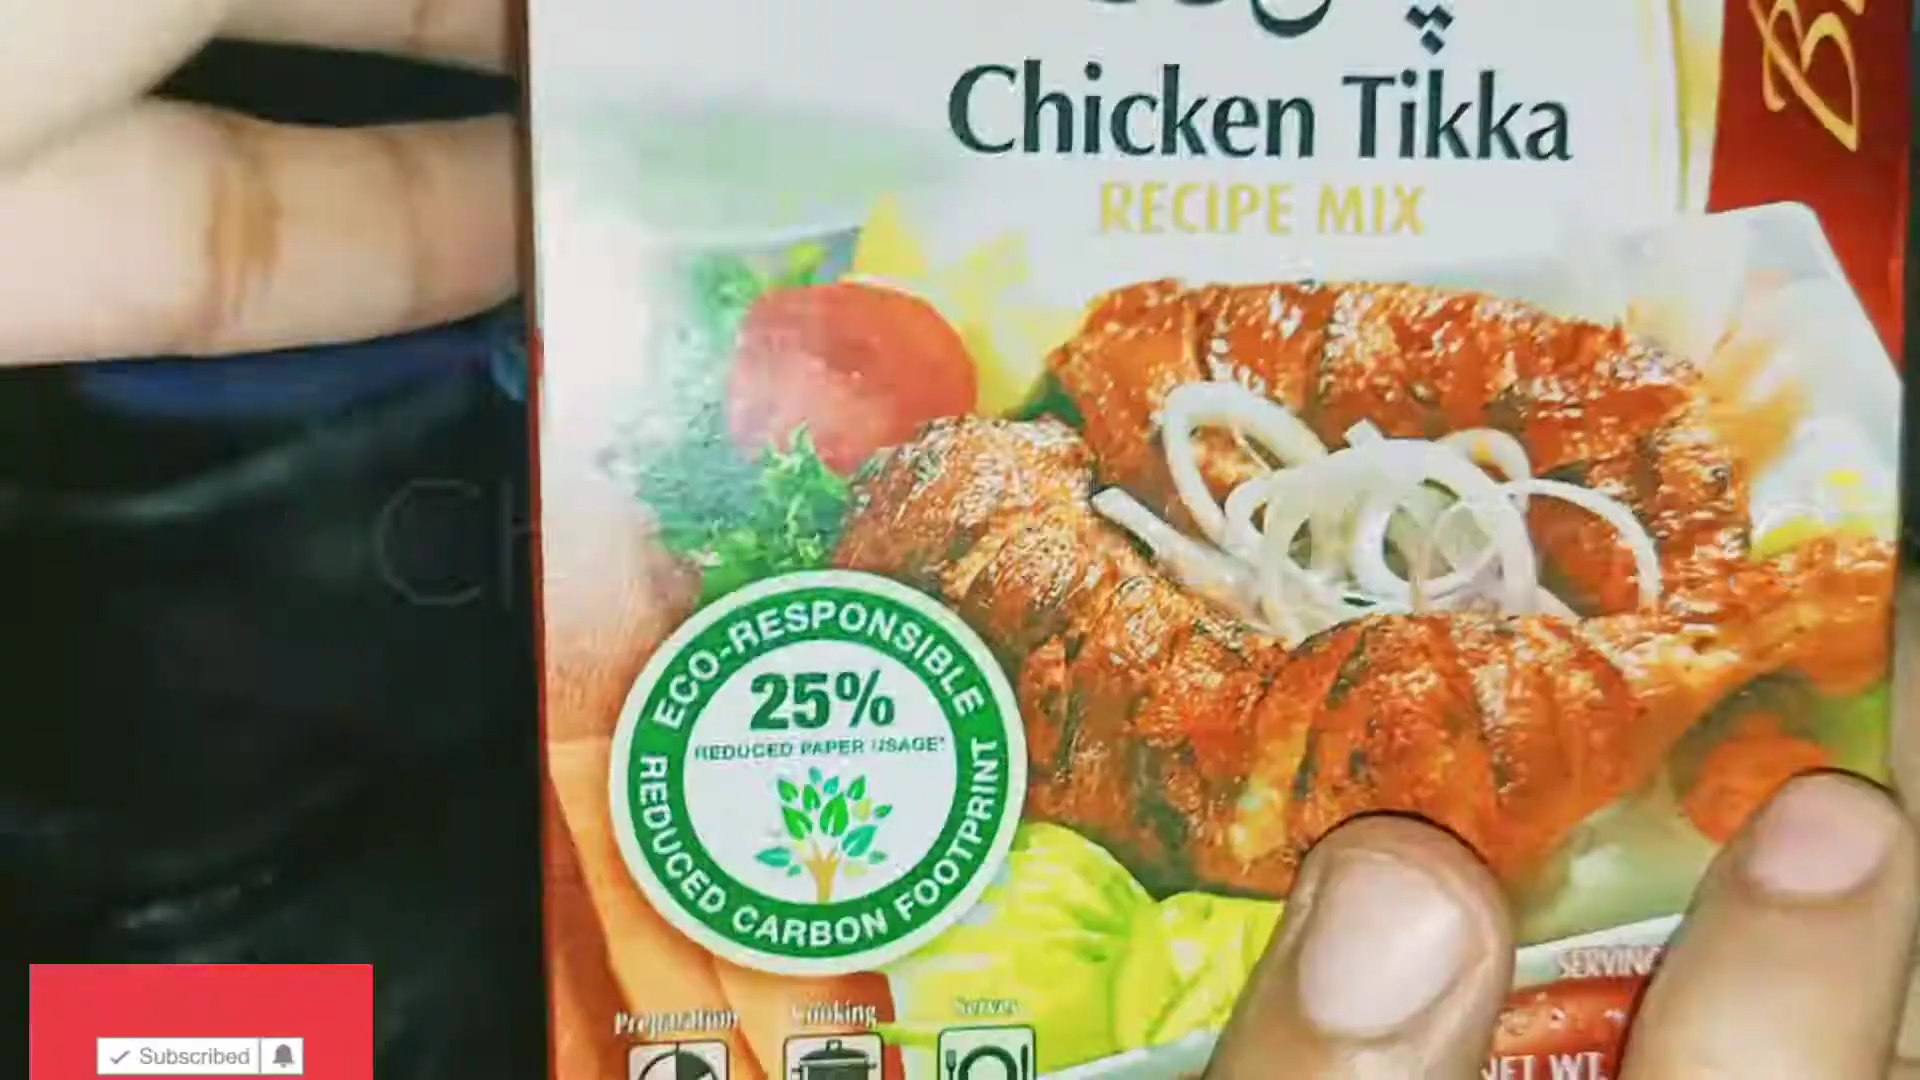 Chicken Tikka
RECIPE MIX
ECO-RESPONSIBLE
25%
REDUCED PAPER USAGE*
REDUCED CARBON FOOTPRINT
Preparation
Cooking
Serves
SERVING
NET WT.
Subscribed